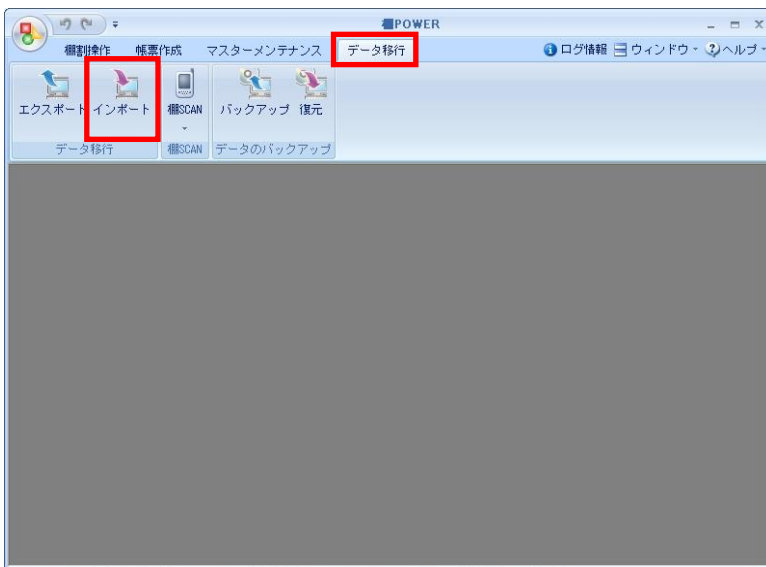 棚POWER
棚割操作 帳票作成 マスターメンテナンス データ移行 ログ情報 ウィンドウ ヘルプ
エクスポート インポート 棚SCAN バックアップ 復元
データ移行 棚SCAN データのバックアップ